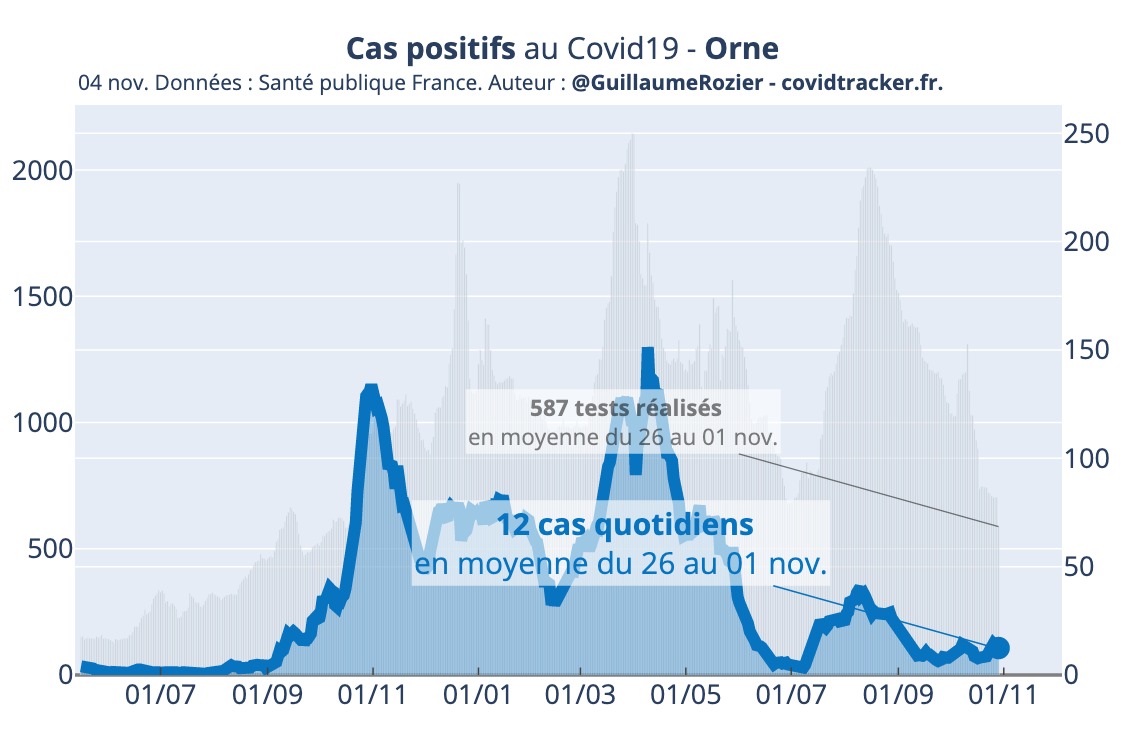 Cas positifs au Covid19 - Orne
04 nov. Données : Santé publique France. Auteur : @GuillaumeRozier - covidtracker.fr.
250
2000
200
1500
150
587 tests réalisés
1000
en moyenne du 26 au 01 nov.
100
12 cas quotidiens
500
en moyenne du 26 au 01 nov.
50
0
0
01/07 01/09 01/11 01/01 01/03 01/05 01/07 01/09 01/11